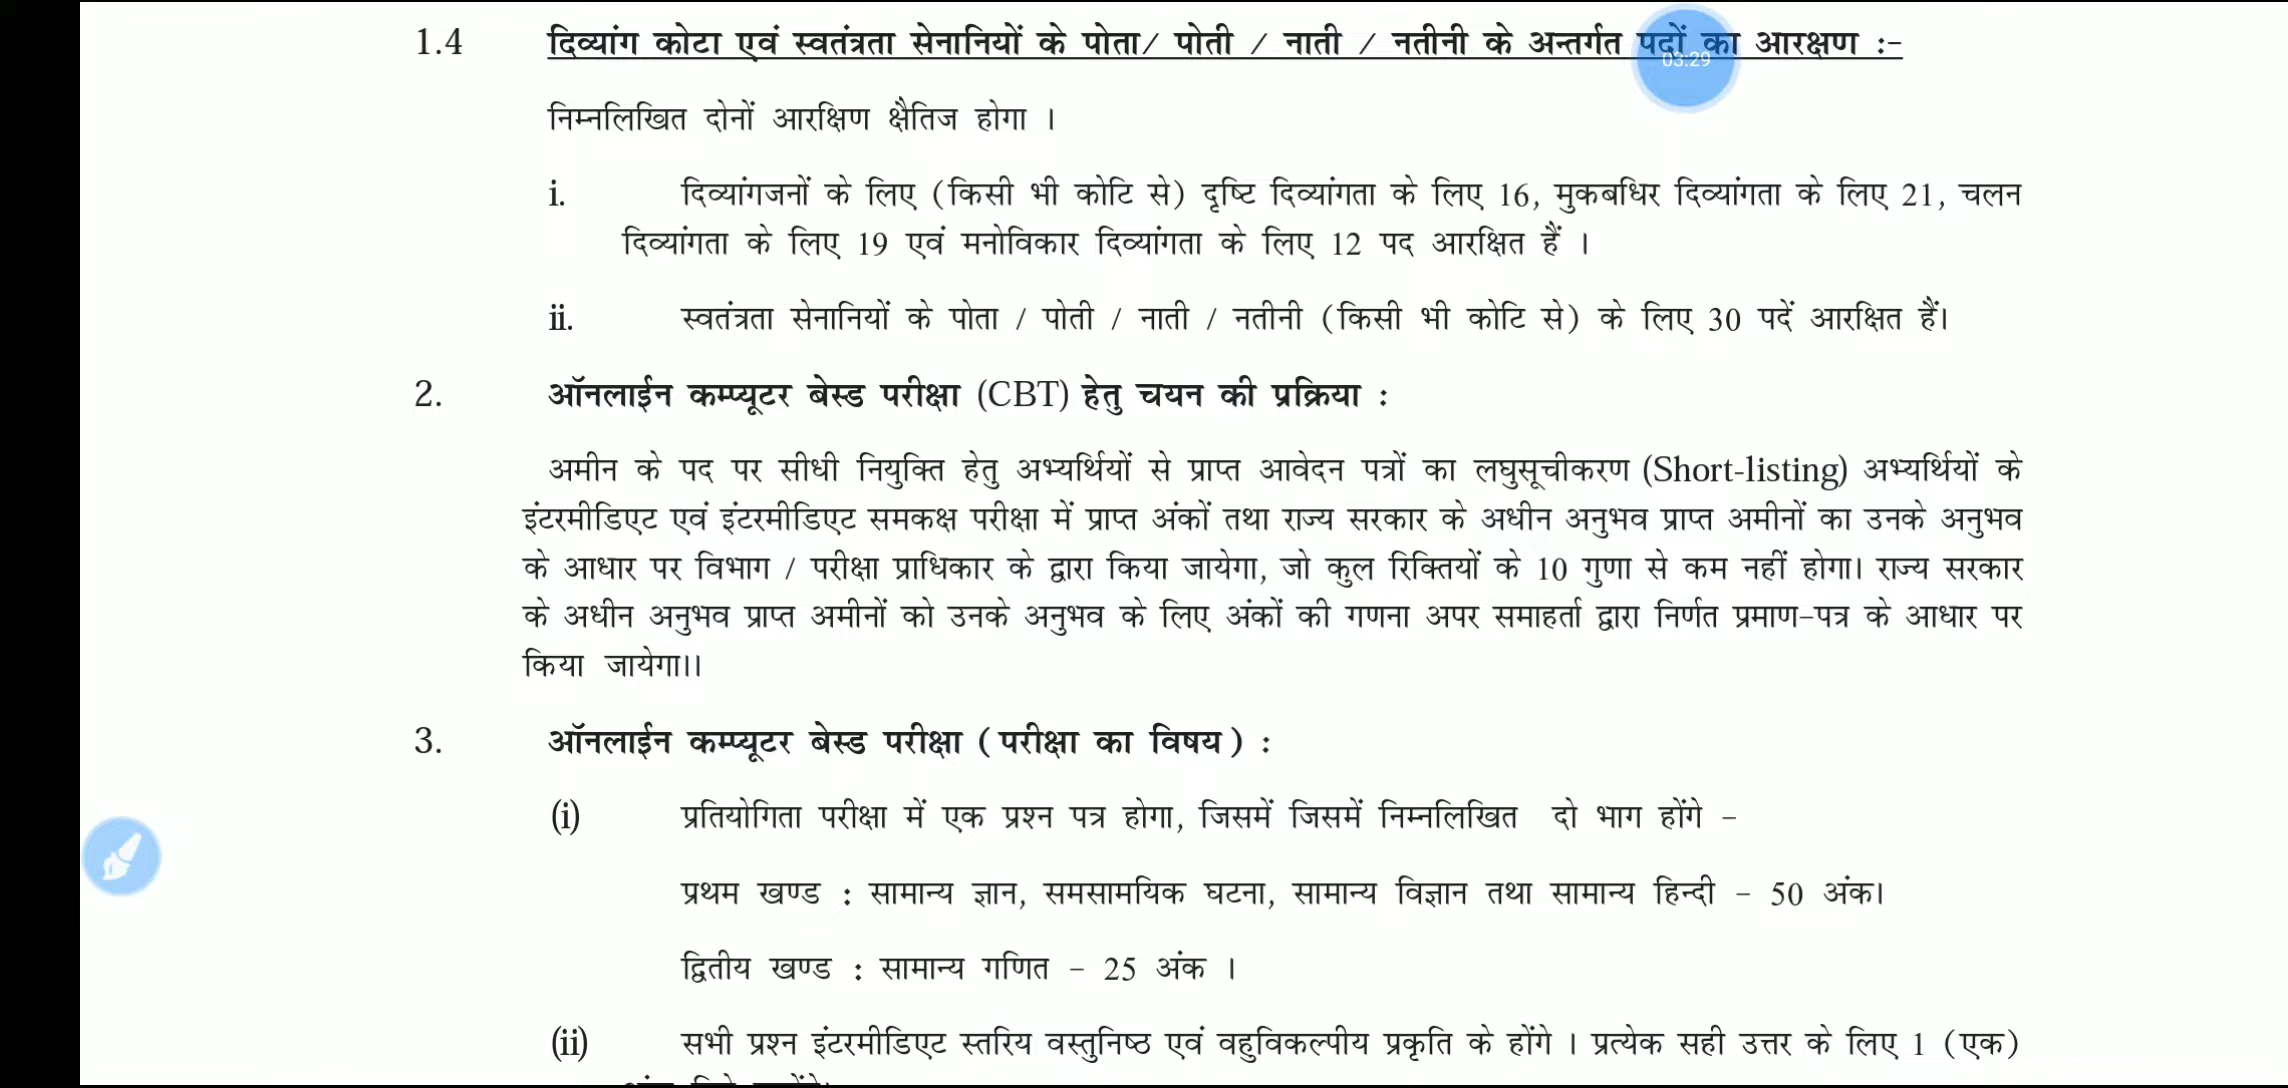 1.4 दिव्यांग कोटा एवं स्वतंत्रता सेनानियों के पोता/ पोती / नाती / नतीनी के अन्तर्गत पदों का आरक्षण :-
03:29
निम्नलिखित दोनों आरक्षिण क्षैतिज होगा ।
i. दिव्यांगजनों के लिए (किसी भी कोटि से) दृष्टि दिव्यांगता के लिए 16, मुकबधिर दिव्यांगता के लिए 21, चलन
दिव्यांगता के लिए 19 एवं मनोविकार दिव्यांगता के लिए 12 पद आरक्षित हैं ।
ii. स्वतंत्रता सेनानियों के पोता / पोती / नाती / नतीनी (किसी भी कोटि से) के लिए 30 पदें आरक्षित हैं।
2. ऑनलाईन कम्प्यूटर बेस्ड परीक्षा (CBT) हेतु चयन की प्रक्रिया :
अमीन के पद पर सीधी नियुक्ति हेतु अभ्यर्थियों से प्राप्त आवेदन पत्रों का लघुसूचीकरण (Short-listing) अभ्यर्थियों के
इंटरमीडिएट एवं इंटरमीडिएट समकक्ष परीक्षा में प्राप्त अंकों तथा राज्य सरकार के अधीन अनुभव प्राप्त अमीनों का उनके अनुभव
के आधार पर विभाग / परीक्षा प्राधिकार के द्वारा किया जायेगा, जो कुल रिक्तियों के 10 गुणा से कम नहीं होगा। राज्य सरकार
के अधीन अनुभव प्राप्त अमीनों को उनके अनुभव के लिए अंकों की गणना अपर समाहर्ता द्वारा निर्णत प्रमाण-पत्र के आधार पर
किया जायेगा।।
3. ऑनलाईन कम्प्यूटर बेस्ड परीक्षा (परीक्षा का विषय) :
(i) प्रतियोगिता परीक्षा में एक प्रश्न पत्र होगा, जिसमें जिसमें निम्नलिखित दो भाग होंगे -
प्रथम खण्ड : सामान्य ज्ञान, समसामयिक घटना, सामान्य विज्ञान तथा सामान्य हिन्दी - 50 अंक।
द्वितीय खण्ड : सामान्य गणित - 25 अंक ।
(ii) सभी प्रश्न इंटरमीडिएट स्तरिय वस्तुनिष्ठ एवं वहुविकल्पीय प्रकृति के होंगे । प्रत्येक सही उत्तर के लिए 1 (एक)